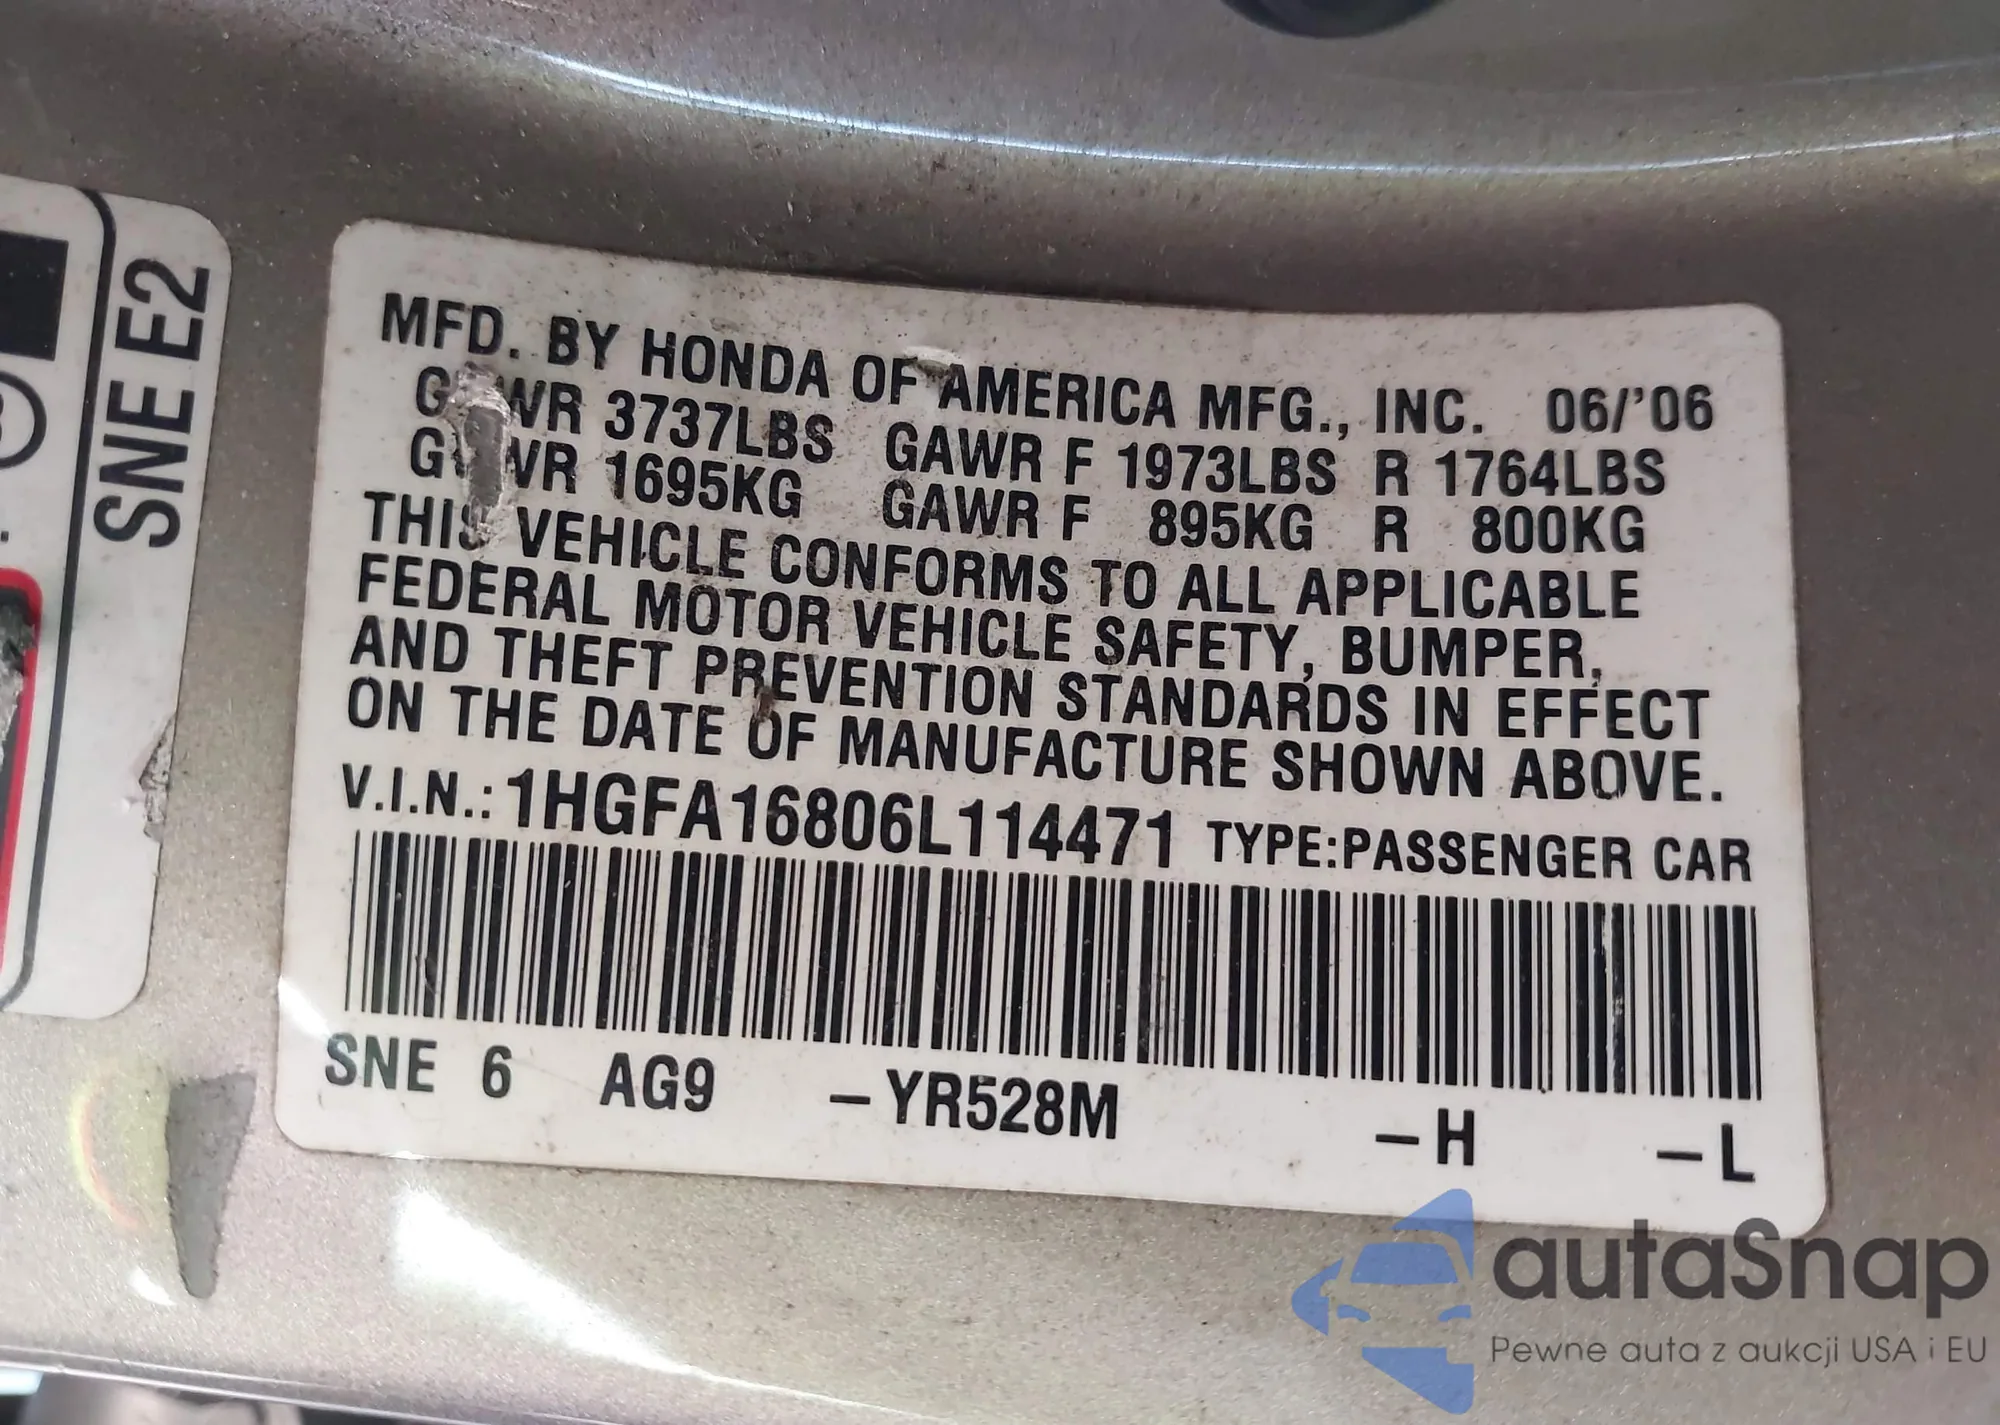 SNE E2
MFD. BY HONDA OF AMERICA MFG., INC. 06/'06
3737LBS GAWR F 1973LBS R 1764LBS
1695KG GAWR F 895KG R 800KG
THIS VEHICLE CONFORMS TO ALL APPLICABLE
FEDERAL MOTOR VEHICLE SAFETY, BUMPER,
AND THEFT PREVENTION STANDARDS IN EFFECT
ON THE DATE OF MANUFACTURE SHOWN ABOVE.
V.I.N.: 1HGFA16806L114471 TYPE:PASSENGER CAR
SNE 6 AG9 –YR528M –H –L
autaSnap
Pewne auta z aukcji USA i EU